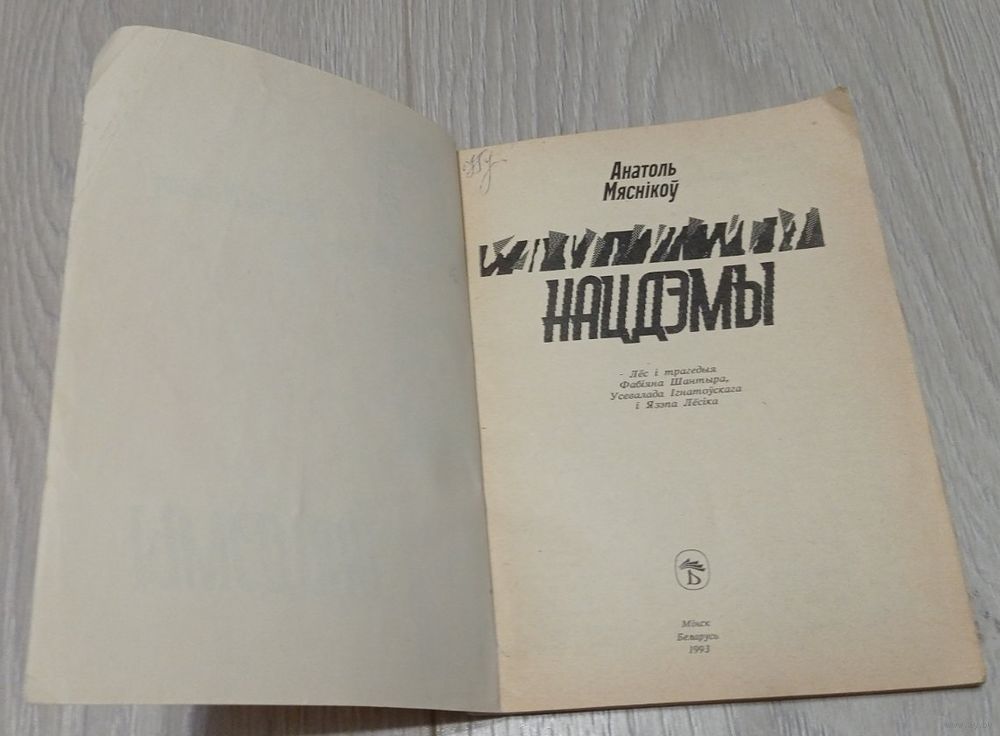 Анатоль
Мяснікоў
НАЦДЭМЫ
Лёс і трагедыя
Фабіяна Шантыра,
Усевалада Ігнатоўскага
і Язэпа Лёсіка
Б
Мінск
Беларусь
1993